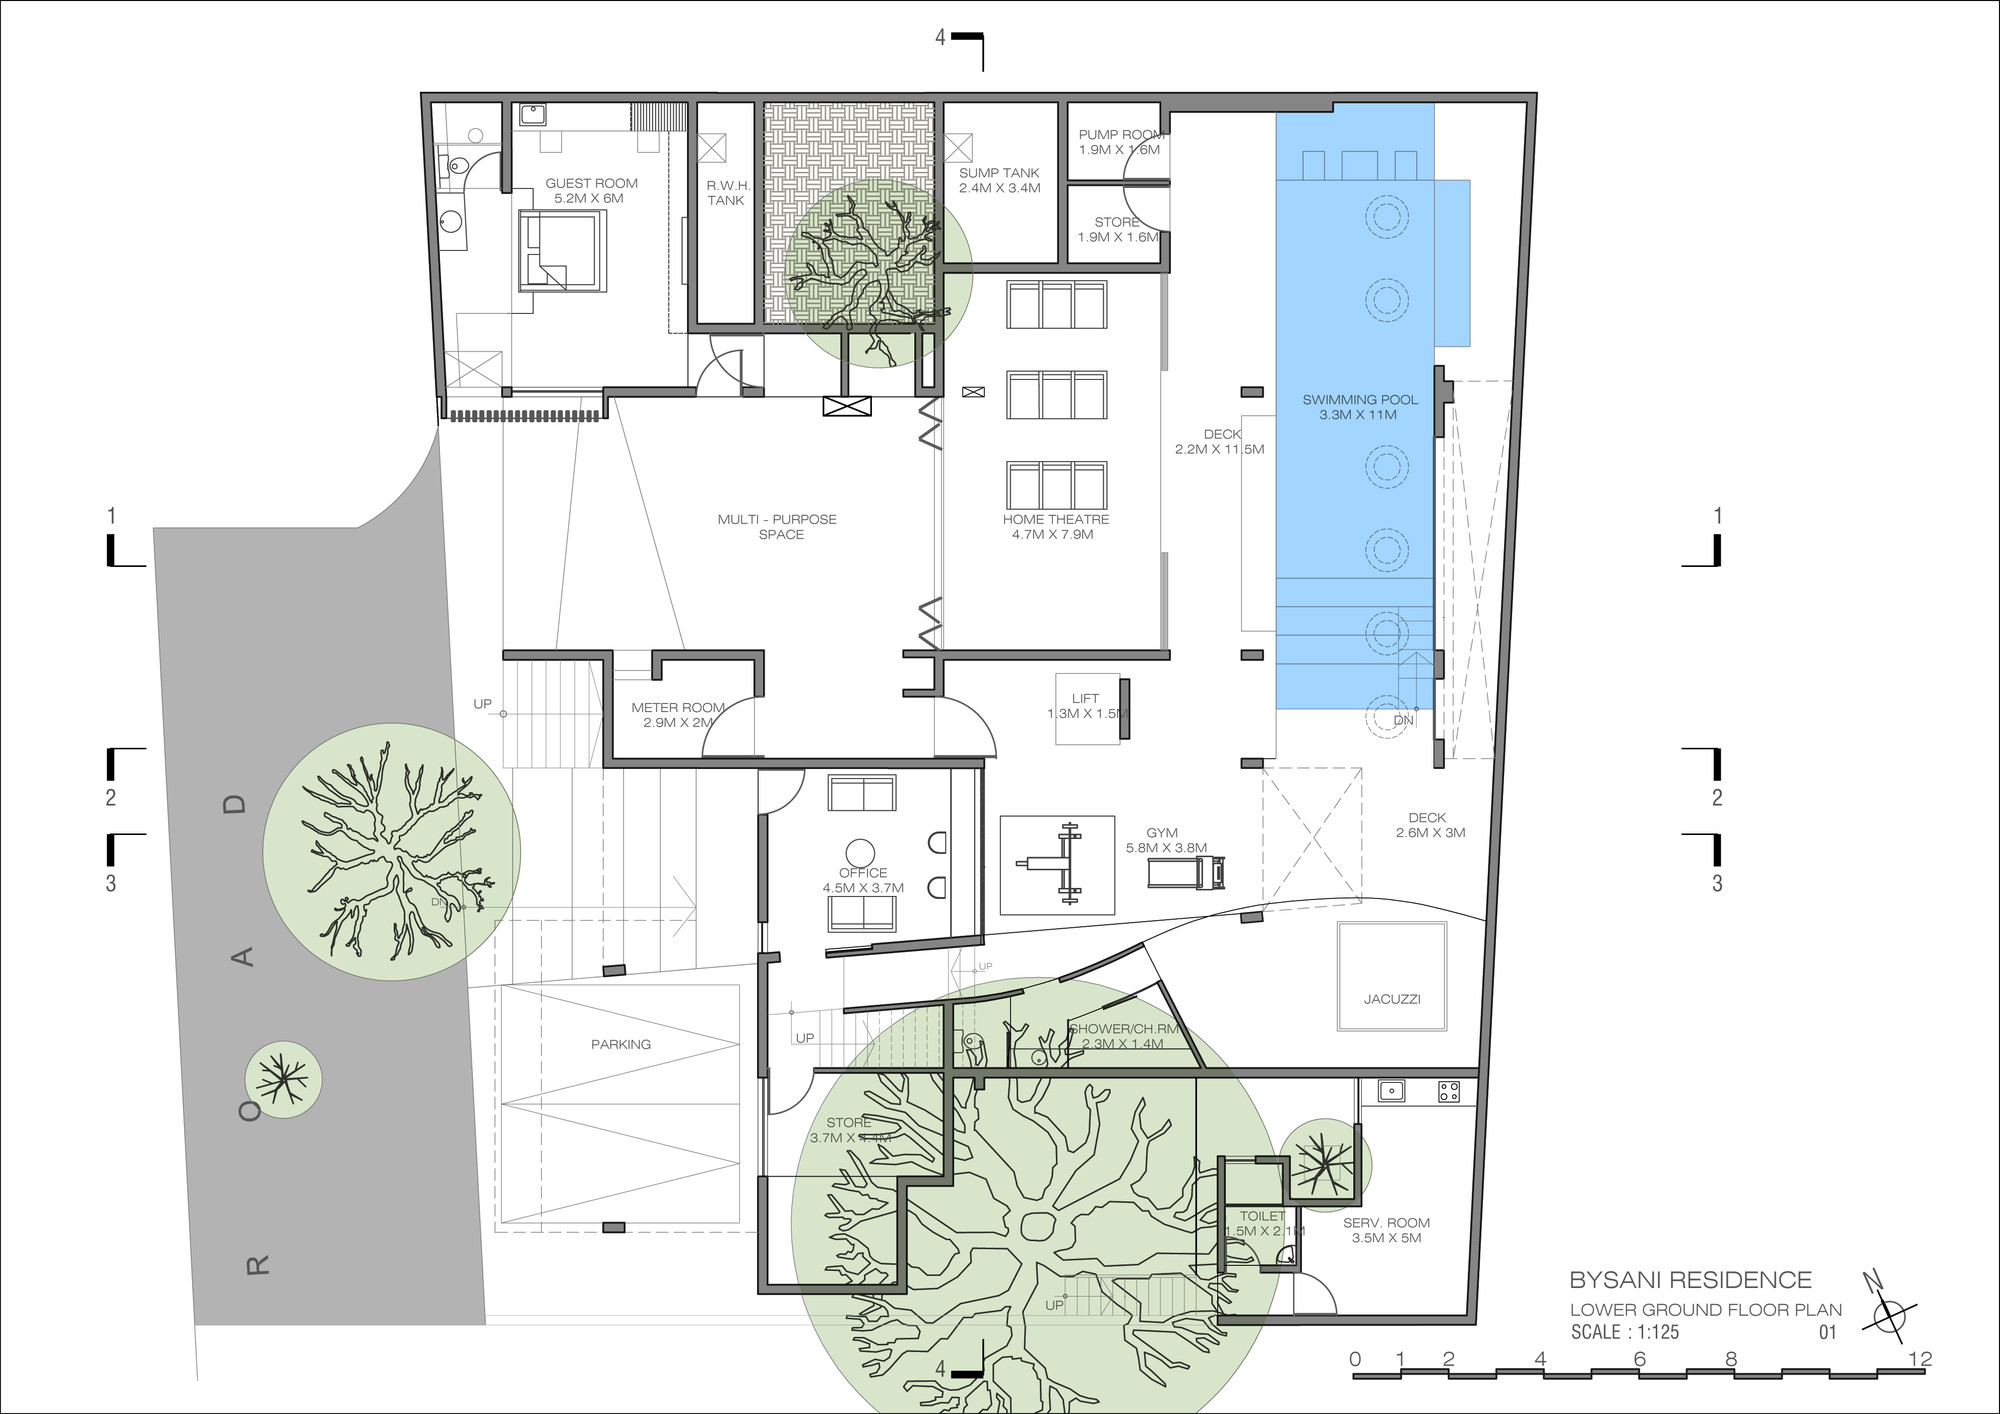 4
PUMP ROOM
1.9M X 1.6M
SUMP TANK
2.4M X 3.4M
GUEST ROOM
5.2M X 6M
R.W.H.
TANK
STORE
1.9M X 1.6M
SWIMMING POOL
3.3M X 11M
DECK
2.2M X 11.5M
1
1
MULTI - PURPOSE
SPACE
HOME THEATRE
4.7M X 7.9M
UP
METER ROOM
2.9M X 2M
LIFT
1.3M X 1.5M
DN
2
2
DECK
2.6M X 3M
GYM
5.8M X 3.8M
OFFICE
4.5M X 3.7M
3
3
DN
UP
JACUZZI
UP
SHOWER/CH.RM
2.3M X 1.4M
PARKING
STORE
3.7M X 4.4M
TOILET
1.5M X 2.1M
SERV. ROOM
3.5M X 5M
UP
R O A D
4
BYSANI RESIDENCE
LOWER GROUND FLOOR PLAN
SCALE : 1:125 01
N
0 1 2 4 6 8 12